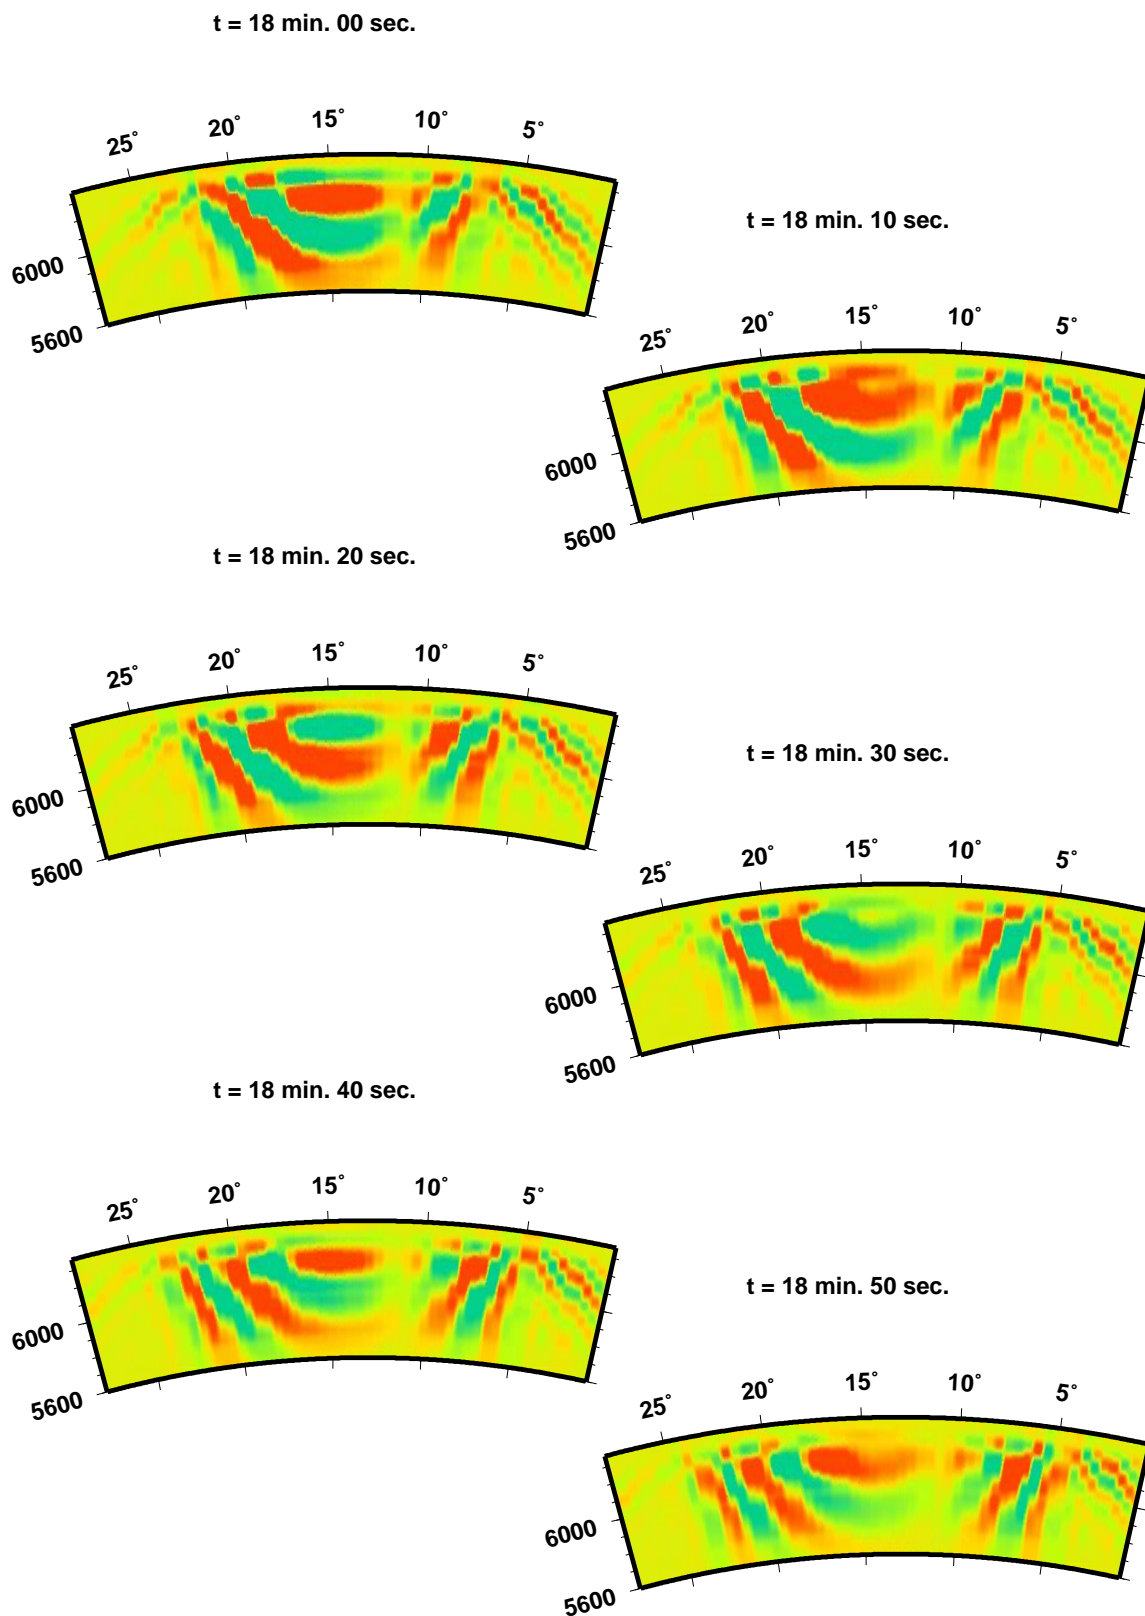 t = 18 min. 00 sec.
25° 20° 15° 10° 5°
6000
5600
t = 18 min. 10 sec.
25° 20° 15° 10° 5°
6000
5600
t = 18 min. 20 sec.
25° 20° 15° 10° 5°
6000
5600
t = 18 min. 30 sec.
25° 20° 15° 10° 5°
6000
5600
t = 18 min. 40 sec.
25° 20° 15° 10° 5°
6000
5600
t = 18 min. 50 sec.
25° 20° 15° 10° 5°
6000
5600